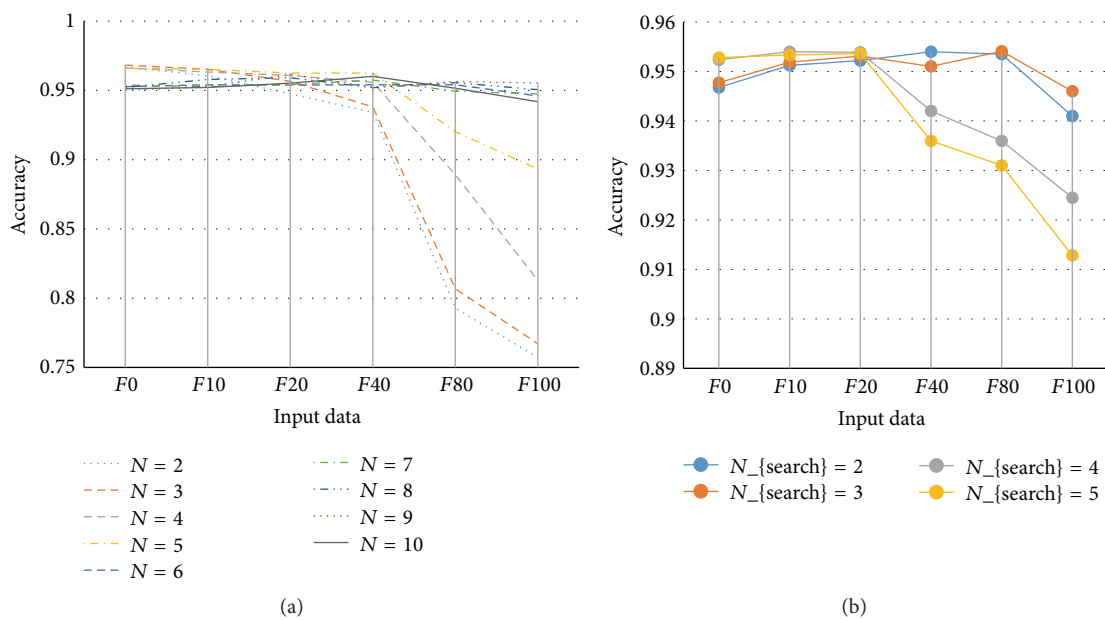 1
0.95
0.9
0.85
0.8
0.75
Accuracy
F0 F10 F20 F40 F80 F100
Input data
N = 2
N = 3
N = 4
N = 5
N = 6
N = 7
N = 8
N = 9
N = 10
(a)
0.96
0.95
0.94
0.93
0.92
0.91
0.9
0.89
Accuracy
F0 F10 F20 F40 F80 F100
Input data
N_{search} = 2
N_{search} = 3
N_{search} = 4
N_{search} = 5
(b)